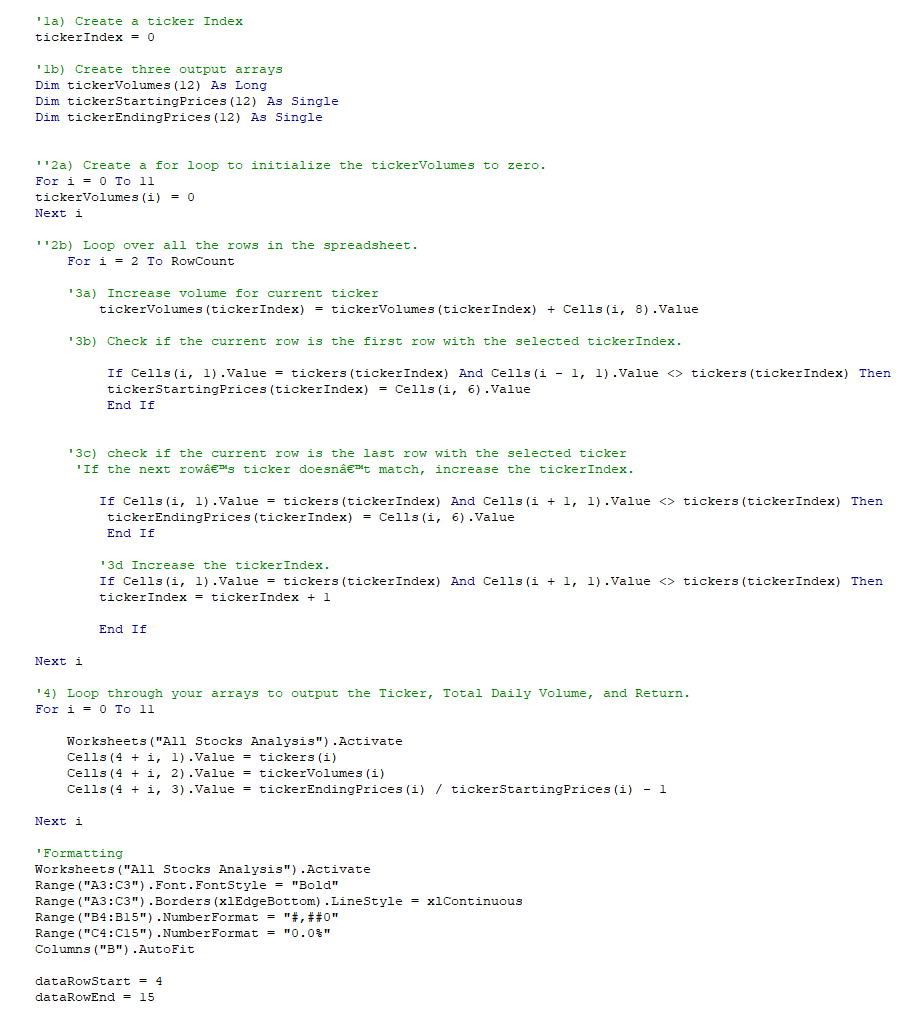 '1a) Create a ticker Index
tickerIndex = 0
'1b) Create three output arrays
Dim tickerVolumes(12) As Long
Dim tickerStartingPrices(12) As Single
Dim tickerEndingPrices(12) As Single
''2a) Create a for loop to initialize the tickerVolumes to zero.
For i = 0 To 11
tickerVolumes(i) = 0
Next i
''2b) Loop over all the rows in the spreadsheet.
For i = 2 To RowCount
'3a) Increase volume for current ticker
tickerVolumes(tickerIndex) = tickerVolumes(tickerIndex) + Cells(i, 8).Value
'3b) Check if the current row is the first row with the selected tickerIndex.
If Cells(i, 1).Value = tickers(tickerIndex) And Cells(i - 1, 1).Value <> tickers(tickerIndex) Then
tickerStartingPrices(tickerIndex) = Cells(i, 6).Value
End If
'3c) check if the current row is the last row with the selected ticker
'If the next rowâ€™s ticker doesnâ€™t match, increase the tickerIndex.
If Cells(i, 1).Value = tickers(tickerIndex) And Cells(i + 1, 1).Value <> tickers(tickerIndex) Then
tickerEndingPrices(tickerIndex) = Cells(i, 6).Value
End If
'3d Increase the tickerIndex.
If Cells(i, 1).Value = tickers(tickerIndex) And Cells(i + 1, 1).Value <> tickers(tickerIndex) Then
tickerIndex = tickerIndex + 1
End If
Next i
'4) Loop through your arrays to output the Ticker, Total Daily Volume, and Return.
For i = 0 To 11
Worksheets("All Stocks Analysis").Activate
Cells(4 + i, 1).Value = tickers(i)
Cells(4 + i, 2).Value = tickerVolumes(i)
Cells(4 + i, 3).Value = tickerEndingPrices(i) / tickerStartingPrices(i) - 1
Next i
'Formatting
Worksheets("All Stocks Analysis").Activate
Range("A3:C3").Font.FontStyle = "Bold"
Range("A3:C3").Borders(xlEdgeBottom).LineStyle = xlContinuous
Range("B4:B15").NumberFormat = "#,##0"
Range("C4:C15").NumberFormat = "0.0%"
Columns("B").AutoFit
dataRowStart = 4
dataRowEnd = 15